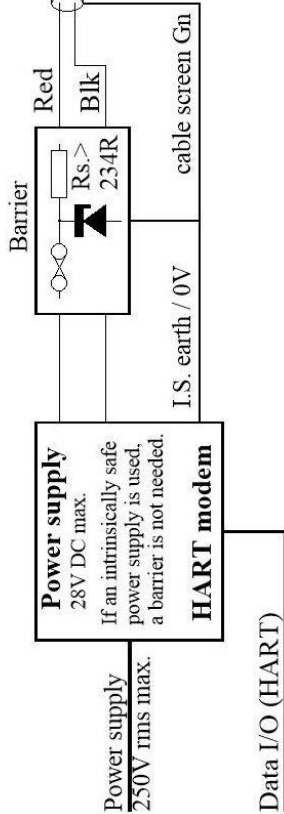 Power supply
250V rms max.
Data I/O (HART)
Power supply
28V DC max.
If an intrinsically safe
power supply is used,
a barrier is not needed.
HART modem
I.S. earth / 0V
Barrier
Rs.>
234R
Red
Blk
cable screen Gn